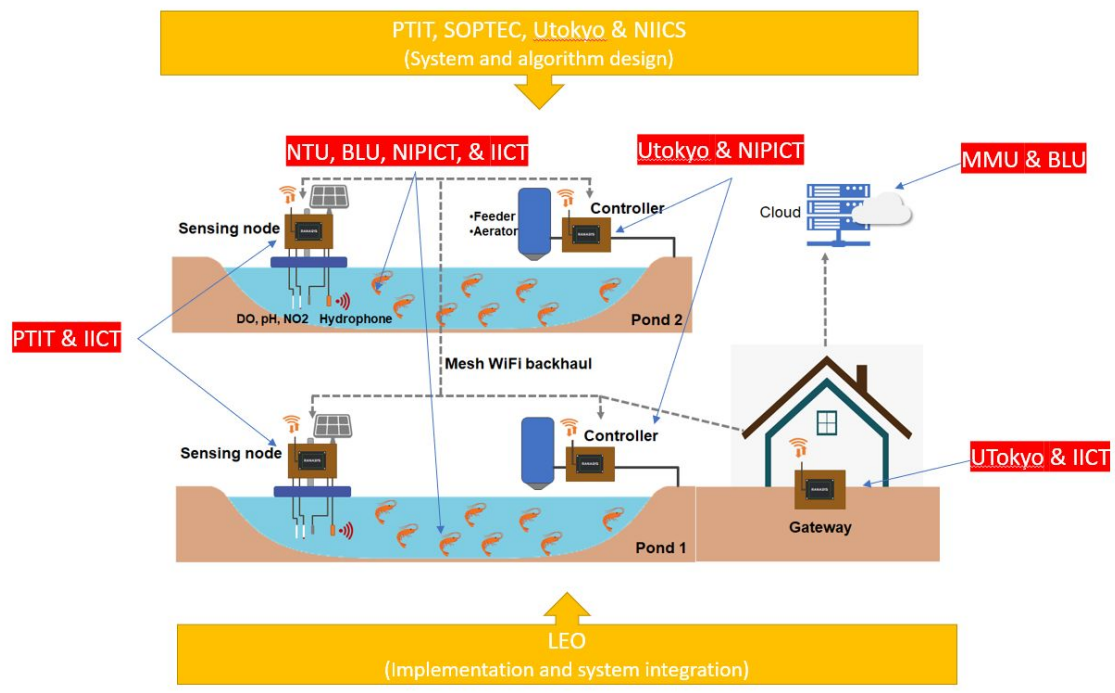 PTIT, SOPTEC, Utokyo & NIICS
(System and algorithm design)
NTU, BLU, NIPICT, & IICT
Utokyo & NIPICT
MMU & BLU
Sensing node
•Feeder
•Aerator
Controller
Cloud
DO, pH, NO2
Hydrophone
Pond 2
PTIT & IICT
Mesh WiFi backhaul
Sensing node
Controller
UTokyo & IICT
Gateway
Pond 1
LEO
(Implementation and system integration)